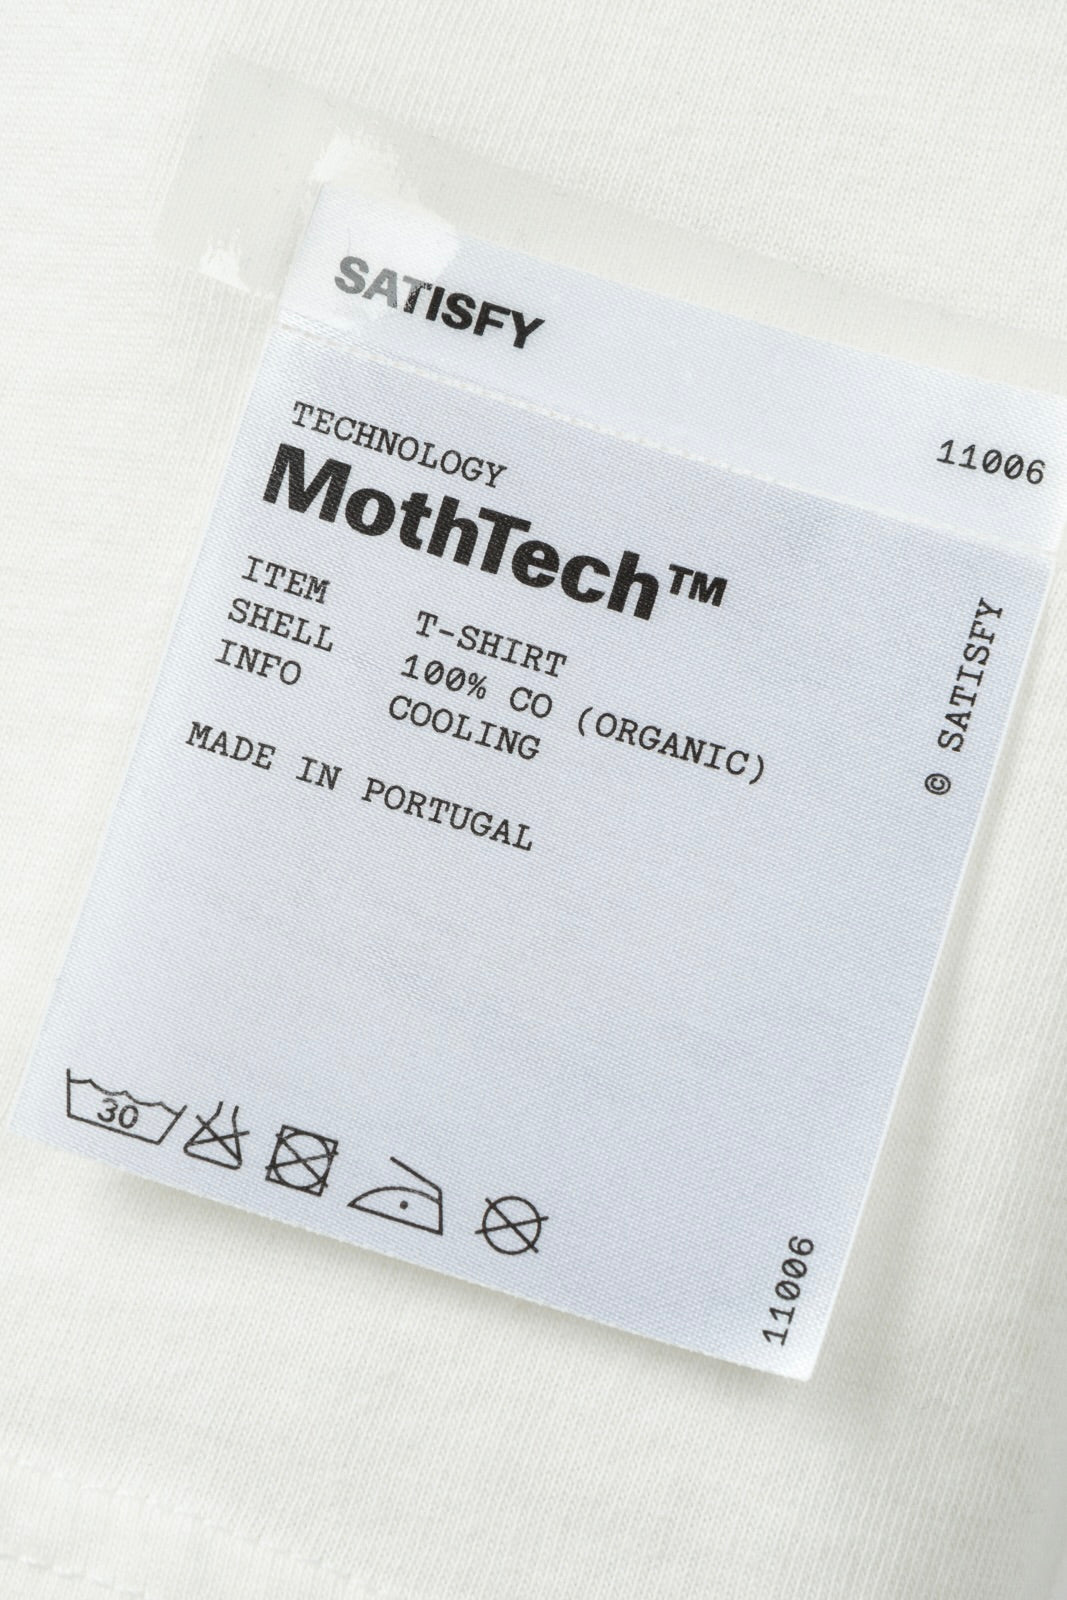 SATISFY
11006
TECHNOLOGY
MothTech™
ITEM T-SHIRT
SHELL 100% CO (ORGANIC)
INFO COOLING
MADE IN PORTUGAL
© SATISFY
30
11006